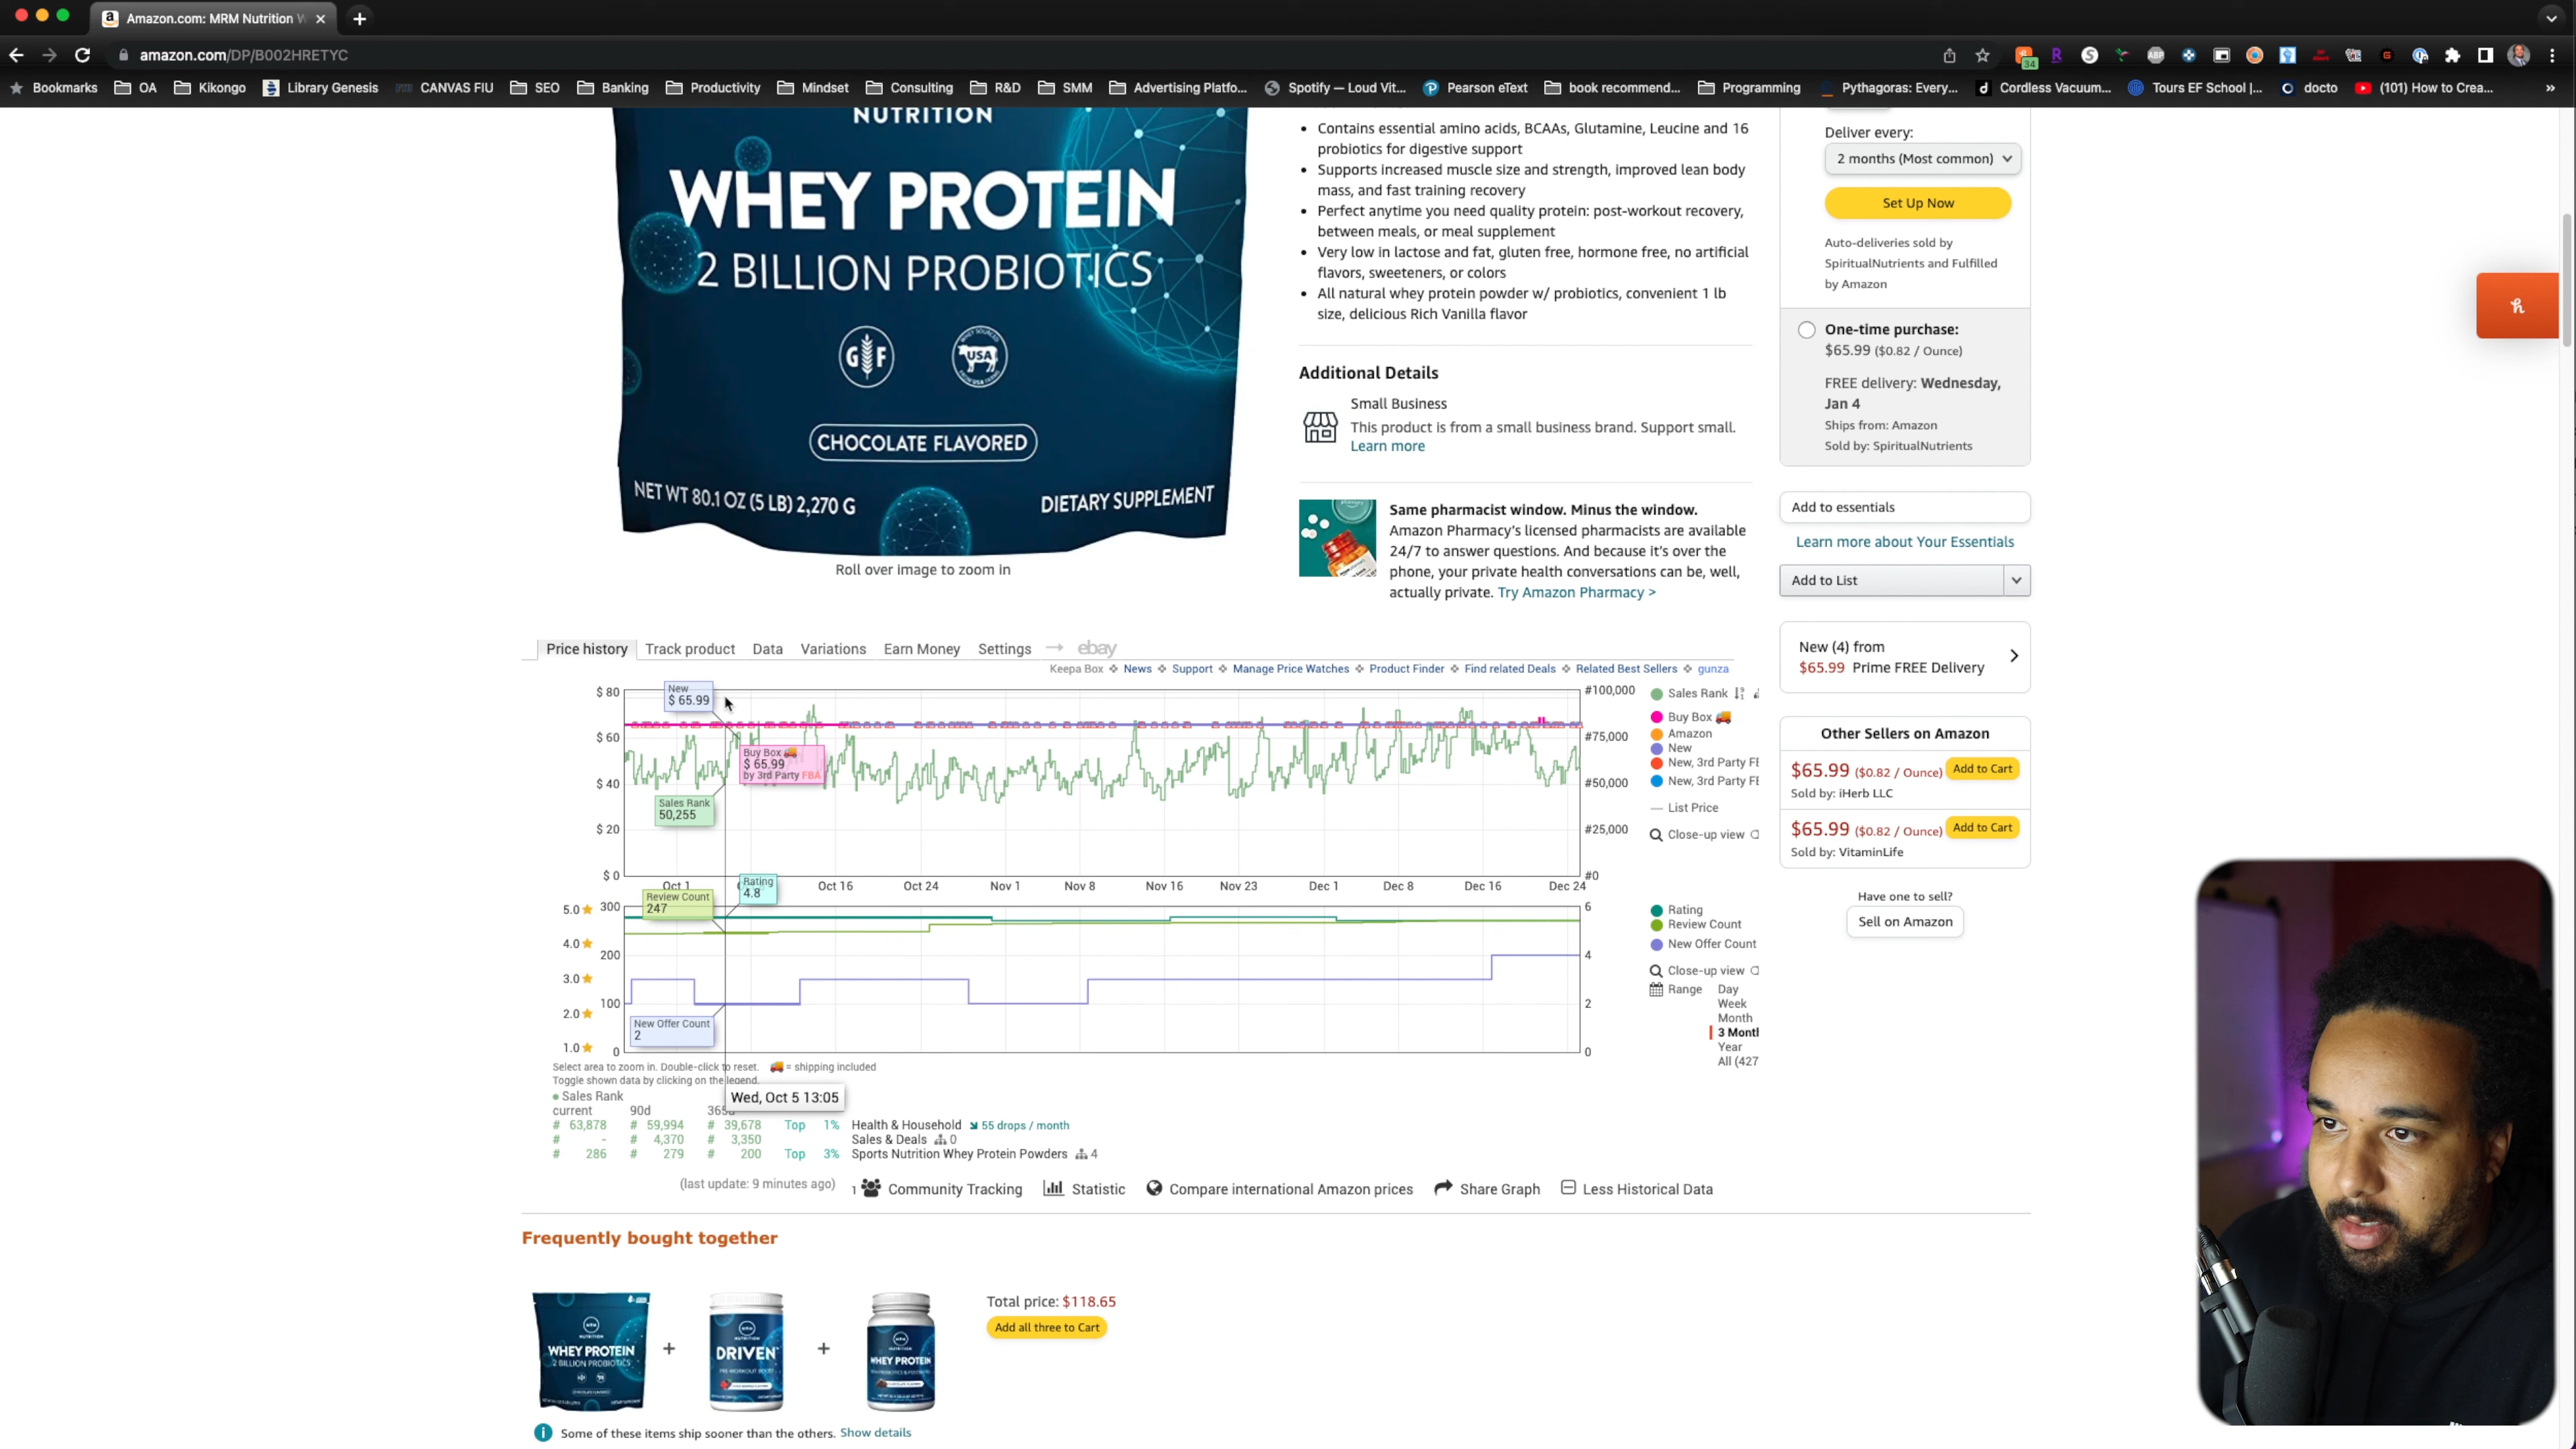 Amazon.com: MRM Nutrition W
amazon.com/DP/B002HRETYC
34
Bookmarks
OA
Kikongo
Library Genesis
CANVAS FIU
SEO
Banking
Productivity
Mindset
Consulting
R&D
SMM
Advertising Platfo...
Spotify — Loud Vit...
Pearson eText
book recommend...
Programming
Pythagoras: Every...
Cordless Vacuum...
Tours EF School |...
docto
(101) How to Crea...
NUTRITION
WHEY PROTEIN
2 BILLION PROBIOTICS
G F
USA
CHOCOLATE FLAVORED
NET WT 80.1 OZ (5 LB) 2,270 G
DIETARY SUPPLEMENT
Roll over image to zoom in
Contains essential amino acids, BCAAs, Glutamine, Leucine and 16
probiotics for digestive support
Supports increased muscle size and strength, improved lean body
mass, and fast training recovery
Perfect anytime you need quality protein: post-workout recovery,
between meals, or meal supplement
Very low in lactose and fat, gluten free, hormone free, no artificial
flavors, sweeteners, or colors
All natural whey protein powder w/ probiotics, convenient 1 lb
size, delicious Rich Vanilla flavor
Additional Details
Small Business
This product is from a small business brand. Support small.
Learn more
Same pharmacist window. Minus the window.
Amazon Pharmacy's licensed pharmacists are available
24/7 to answer questions. And because it's over the
phone, your private health conversations can be, well,
actually private. Try Amazon Pharmacy >
Deliver every:
2 months (Most common)
Set Up Now
Auto-deliveries sold by
SpiritualNutrients and Fulfilled
by Amazon
One-time purchase:
$65.99 ($0.82 / Ounce)
FREE delivery: Wednesday,
Jan 4
Ships from: Amazon
Sold by: SpiritualNutrients
Add to essentials
Learn more about Your Essentials
Add to List
New (4) from
$65.99 Prime FREE Delivery
Other Sellers on Amazon
$65.99 ($0.82 / Ounce) Add to Cart
Sold by: iHerb LLC
$65.99 ($0.82 / Ounce) Add to Cart
Sold by: VitaminLife
Have one to sell?
Sell on Amazon
Price history
Track product
Data
Variations
Earn Money
Settings
ebay
Keepa Box
News
Support
Manage Price Watches
Product Finder
Find related Deals
Related Best Sellers
gunza
$ 80
$ 60
$ 40
$ 20
$ 0
New
$ 65.99
Buy Box
$ 65.99
by 3rd Party FBA
Sales Rank
50,255
#100,000
#75,000
#50,000
#25,000
#0
Sales Rank
Buy Box
Amazon
New
New, 3rd Party FE
New, 3rd Party FE
List Price
Close-up view
Oct 1
Oct 16
Oct 24
Nov 1
Nov 8
Nov 16
Nov 23
Dec 1
Dec 8
Dec 16
Dec 24
Rating
4.8
Review Count
247
5.0
4.0
3.0
2.0
1.0
300
200
100
0
6
4
2
0
New Offer Count
2
Rating
Review Count
New Offer Count
Close-up view
Range
Day
Week
Month
3 Montl
Year
All (427
Select area to zoom in. Double-click to reset.
= shipping included
Toggle shown data by clicking on the legend.
Wed, Oct 5 13:05
Sales Rank
current 90d 365d
# 63,878 # 59,994 # 39,678 Top 1% Health & Household 55 drops / month
# - # 4,370 # 3,350 Sales & Deals 0
# 286 # 279 # 200 Top 3% Sports Nutrition Whey Protein Powders 4
(last update: 9 minutes ago)
1 Community Tracking
Statistic
Compare international Amazon prices
Share Graph
Less Historical Data
Frequently bought together
WHEY PROTEIN
2 BILLION PROBIOTICS
+
NUTRITION
DRIVEN
+
NUTRITION
WHEY PROTEIN
Total price: $118.65
Add all three to Cart
Some of these items ship sooner than the others. Show details